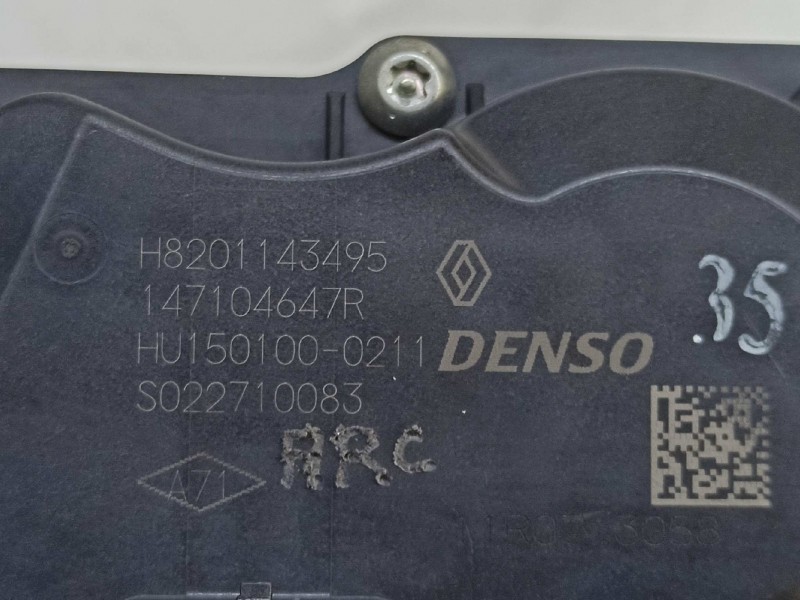 H8201143495
147104647R
HU150100-0211
DENSO
35
S022710083
ARC
A71